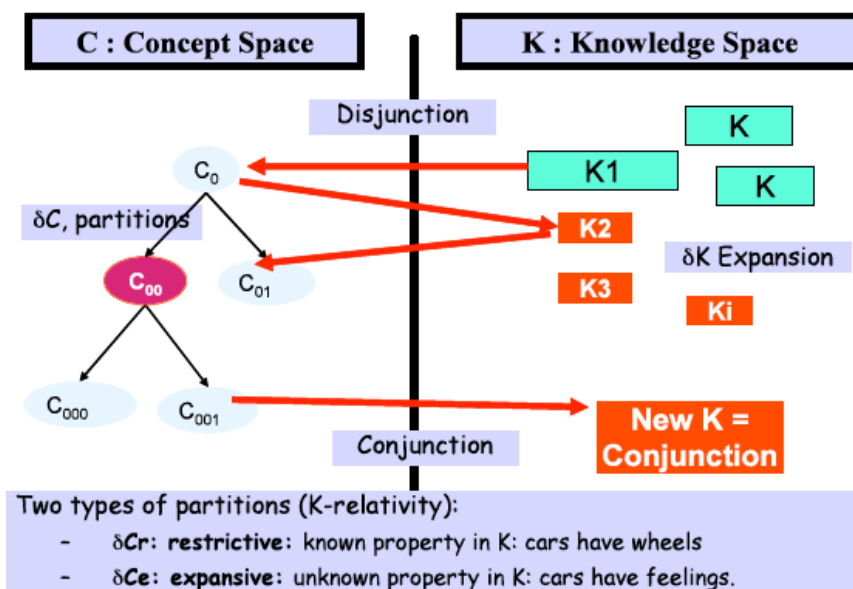 C : Concept Space
K : Knowledge Space
Disjunction
K
C₀
K1
K
δC, partitions
K2
δK Expansion
C₀₀
C₀₁
K3
Ki
C₀₀₀
C₀₀₁
New K =
Conjunction
Conjunction
Two types of partitions (K-relativity):
- δCr: restrictive: known property in K: cars have wheels
- δCe: expansive: unknown property in K: cars have feelings.